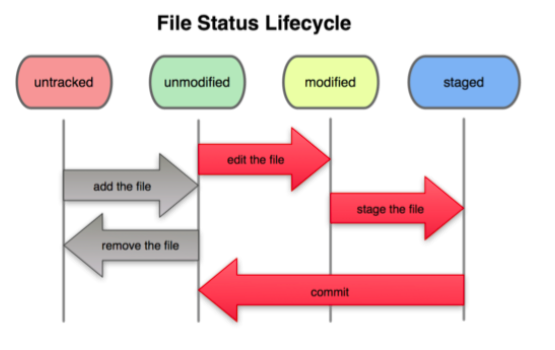 File Status Lifecycle
untracked
unmodified
modified
staged
edit the file
add the file
stage the file
remove the file
commit